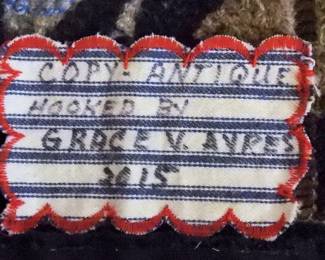 COPY- ANTIQUE
HOOKED BY
GRACE V. AYRES
2015